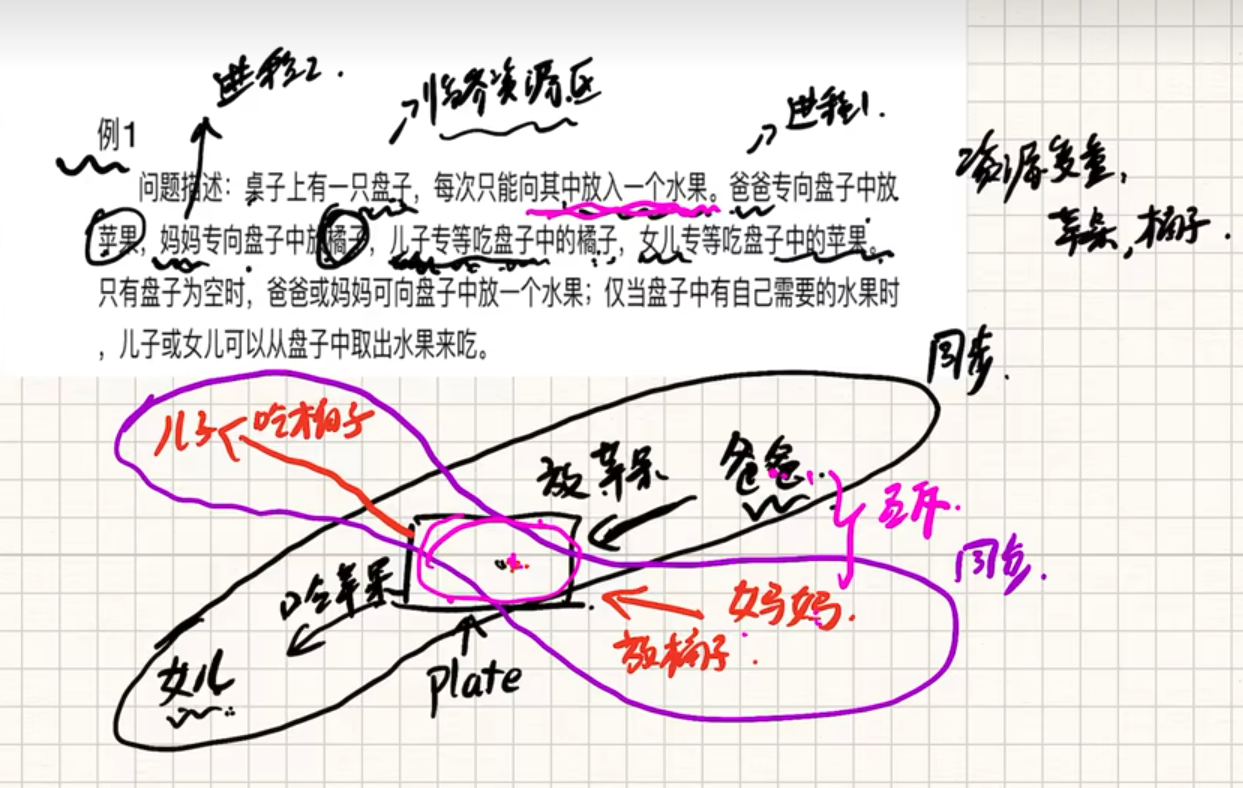 进程2.
临界资源区
进程1.
例1
问题描述：桌子上有一只盘子，每次只能向其中放入一个水果。爸爸专向盘子中放
苹果，妈妈专向盘子中放橘子，儿子专等吃盘子中的橘子，女儿专等吃盘子中的苹果。
只有盘子为空时，爸爸或妈妈可向盘子中放一个水果；仅当盘子中有自己需要的水果时
，儿子或女儿可以从盘子中取出水果来吃。
资源变量,
苹果,橘子.
同步.
儿子
吃橘子
放苹果
爸爸.
互斥.
同步.
吃苹果
妈妈.
放橘子.
女儿
plate